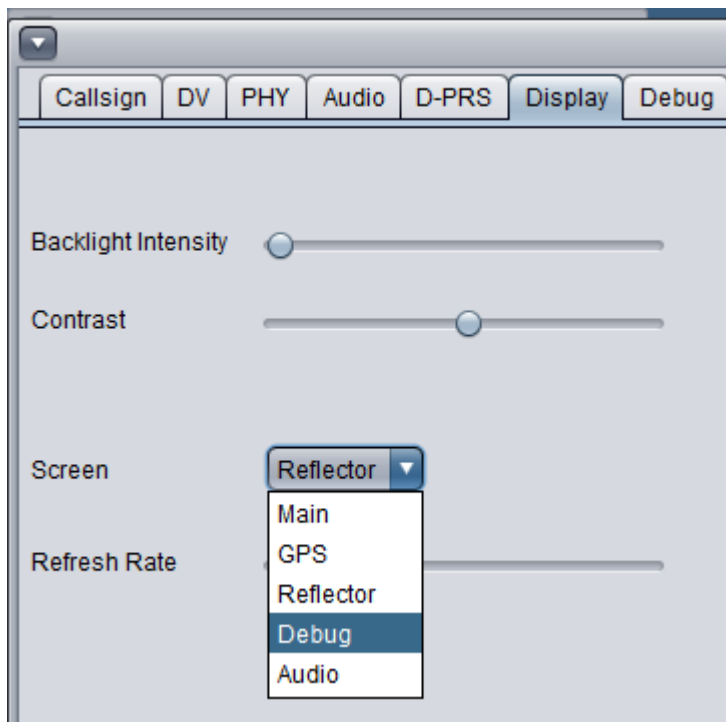 Callsign DV PHY Audio D-PRS Display Debug
Backlight Intensity
Contrast
Screen Reflector
Main
GPS
Refresh Rate
Reflector
Debug
Audio